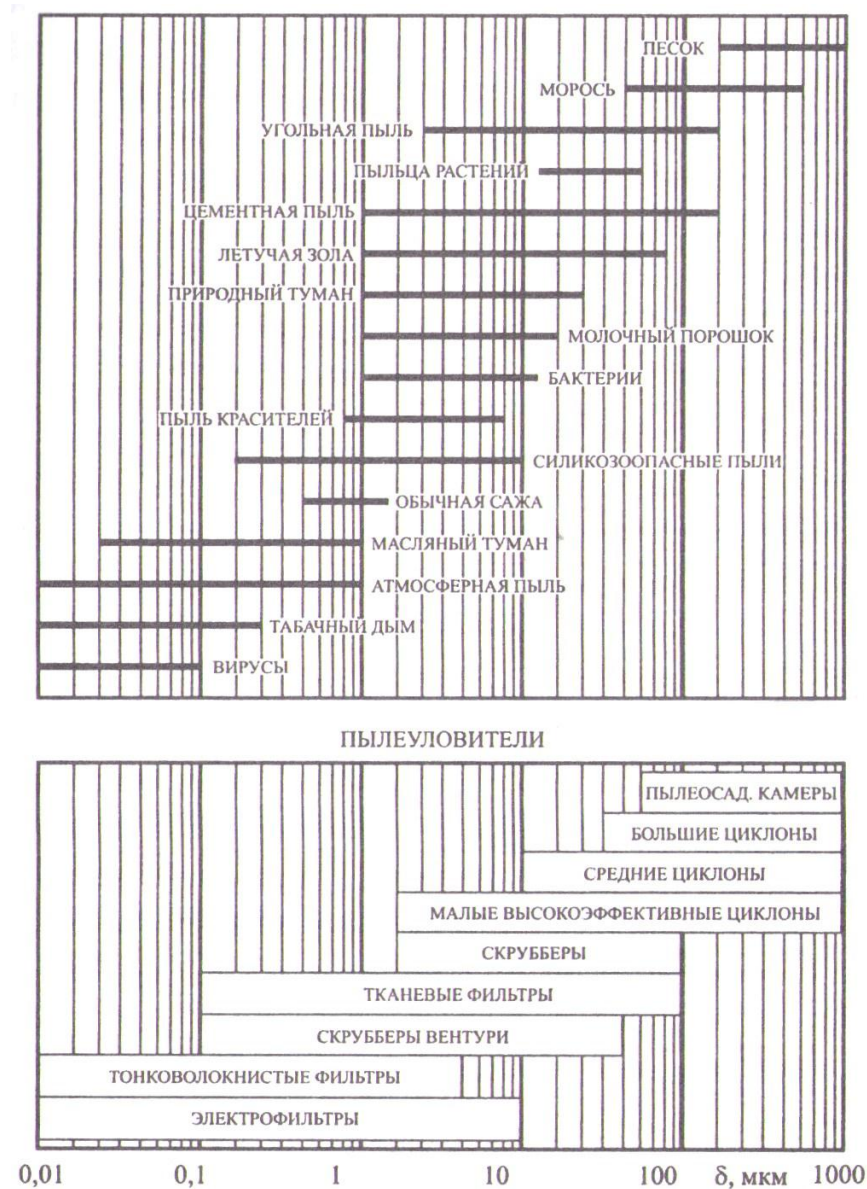 ПЕСОК
МОРОСЬ
УГОЛЬНАЯ ПЫЛЬ
ПЫЛЬЦА РАСТЕНИЙ
ЦЕМЕНТНАЯ ПЫЛЬ
ЛЕТУЧАЯ ЗОЛА
ПРИРОДНЫЙ ТУМАН
МОЛОЧНЫЙ ПОРОШОК
БАКТЕРИИ
ПЫЛЬ КРАСИТЕЛЕЙ
СИЛИКОЗООПАСНЫЕ ПЫЛИ
ОБЫЧНАЯ САЖА
МАСЛЯНЫЙ ТУМАН
АТМОСФЕРНАЯ ПЫЛЬ
ТАБАЧНЫЙ ДЫМ
ВИРУСЫ
ПЫЛЕУЛОВИТЕЛИ
ПЫЛЕОСАД. КАМЕРЫ
БОЛЬШИЕ ЦИКЛОНЫ
СРЕДНИЕ ЦИКЛОНЫ
МАЛЫЕ ВЫСОКОЭФФЕКТИВНЫЕ ЦИКЛОНЫ
СКРУББЕРЫ
ТКАНЕВЫЕ ФИЛЬТРЫ
СКРУББЕРЫ ВЕНТУРИ
ТОНКОВОЛОКНИСТЫЕ ФИЛЬТРЫ
ЭЛЕКТРОФИЛЬТРЫ
0,01 0,1 1 10 100 δ, мкм 1000